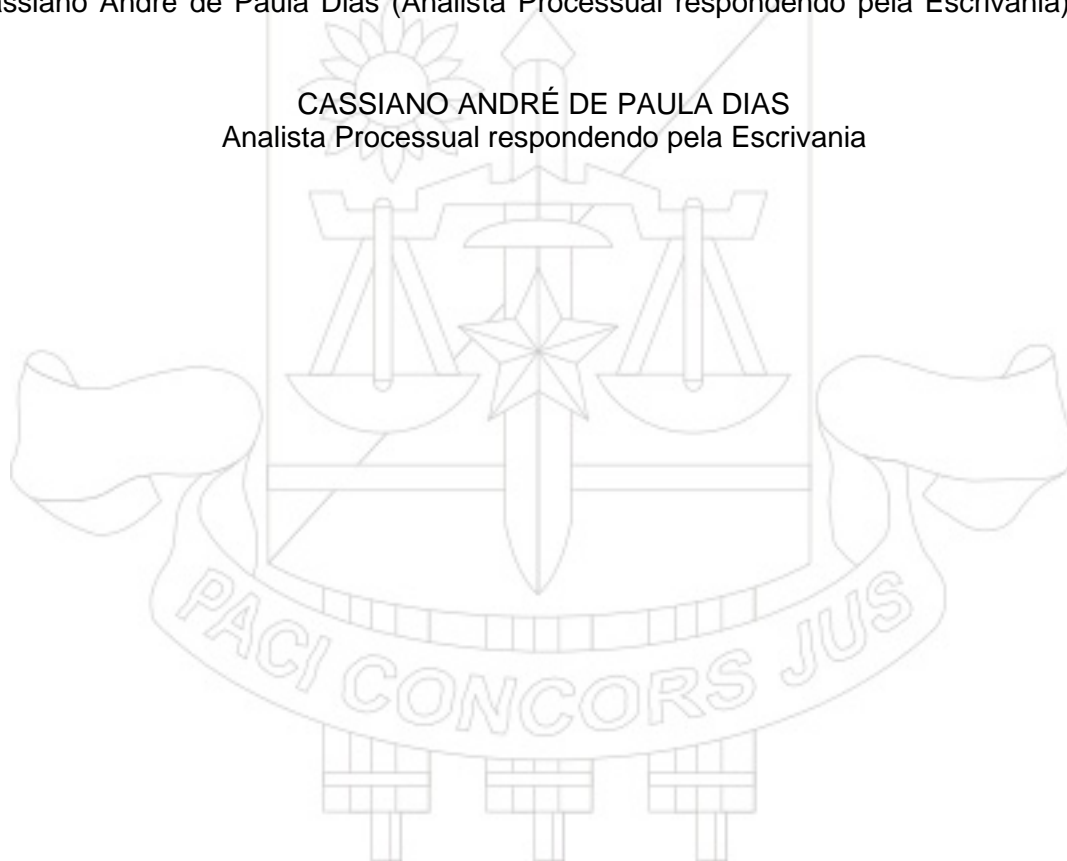 assiano André de Paula Dias (Analista Processual respondendo pela Escrivania)
CASSIANO ANDRÉ DE PAULA DIAS
Analista Processual respondendo pela Escrivania
PACI CONCORS JUS